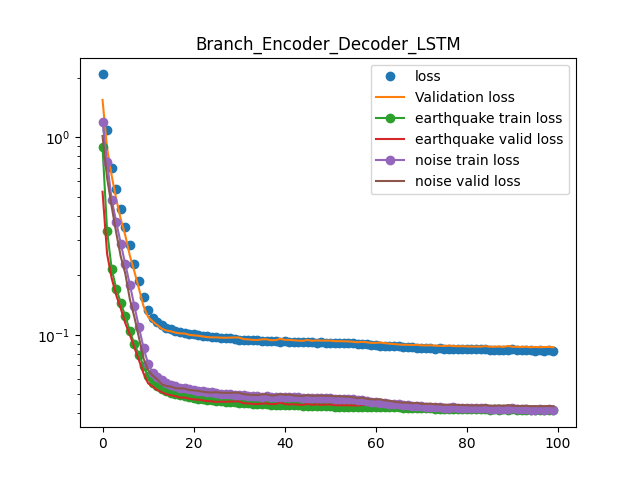 Branch_Encoder_Decoder_LSTM
loss
Validation loss
earthquake train loss
earthquake valid loss
noise train loss
noise valid loss
10⁰
10⁻¹
0 20 40 60 80 100